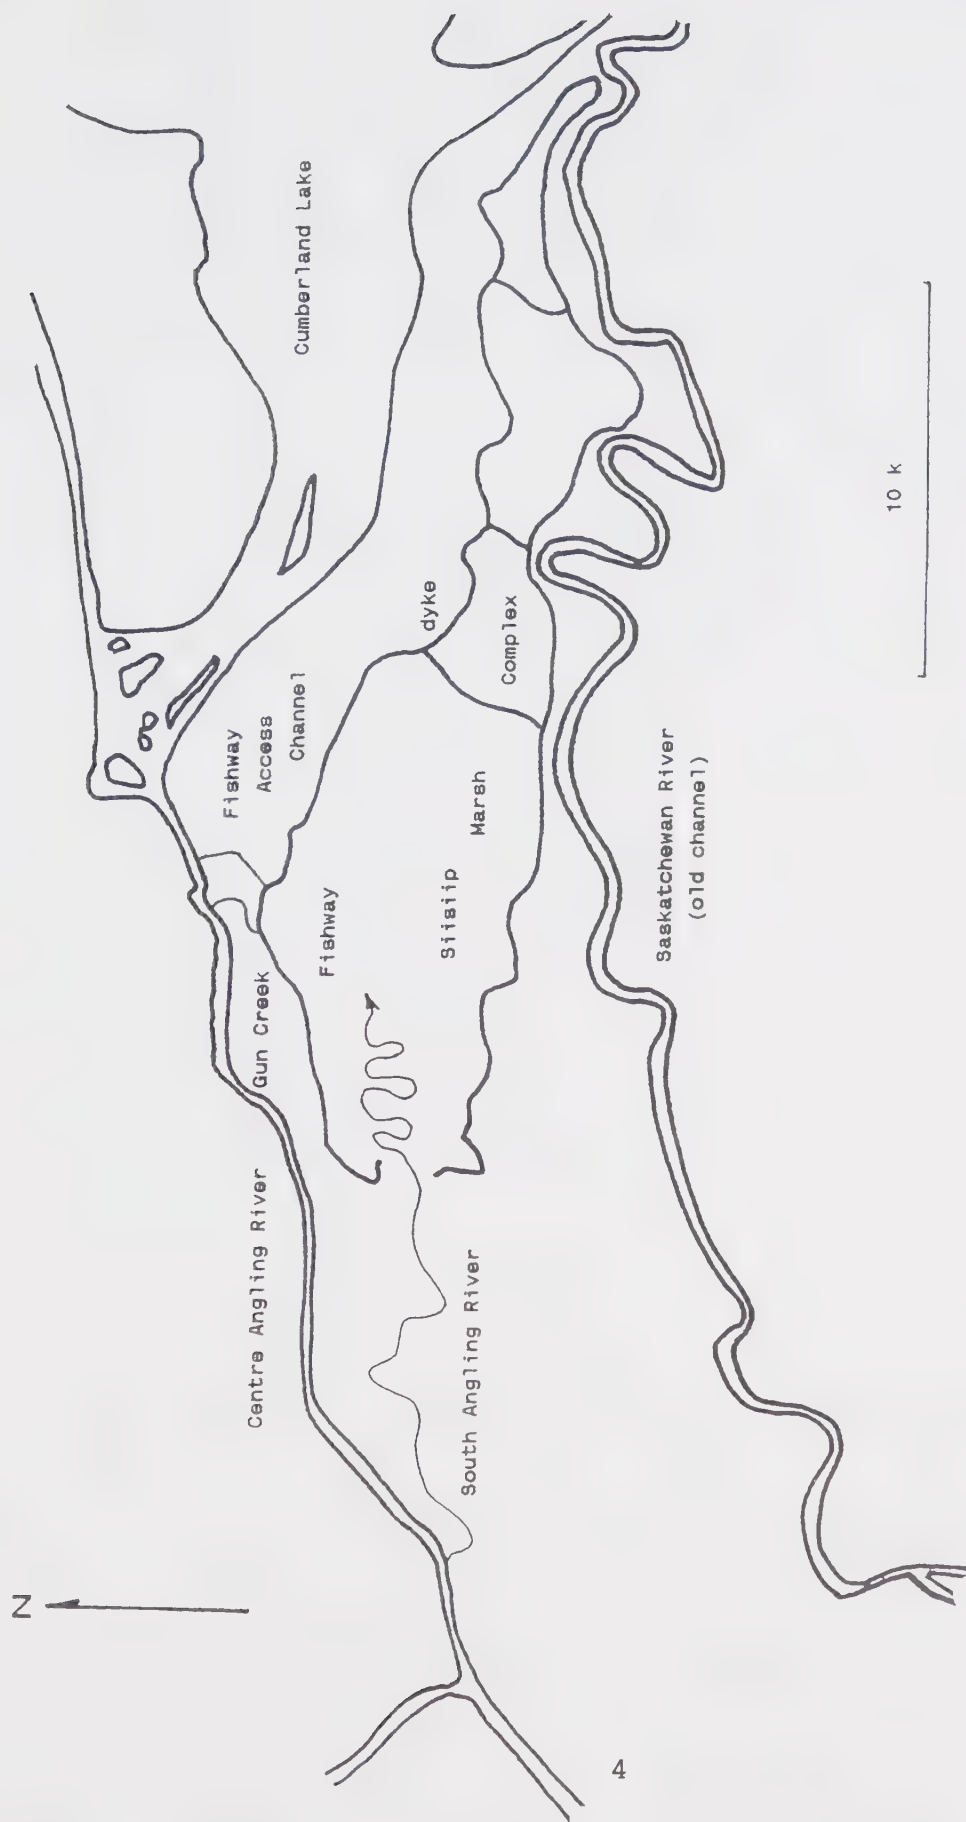 N
Centre Angling River
South Angling River
Gun Creek
Fishway
Fishway
Access
Channel
Siisiip
Marsh
Complex
dyke
Cumberland Lake
Saskatchewan River
(old channel)
10 k
4